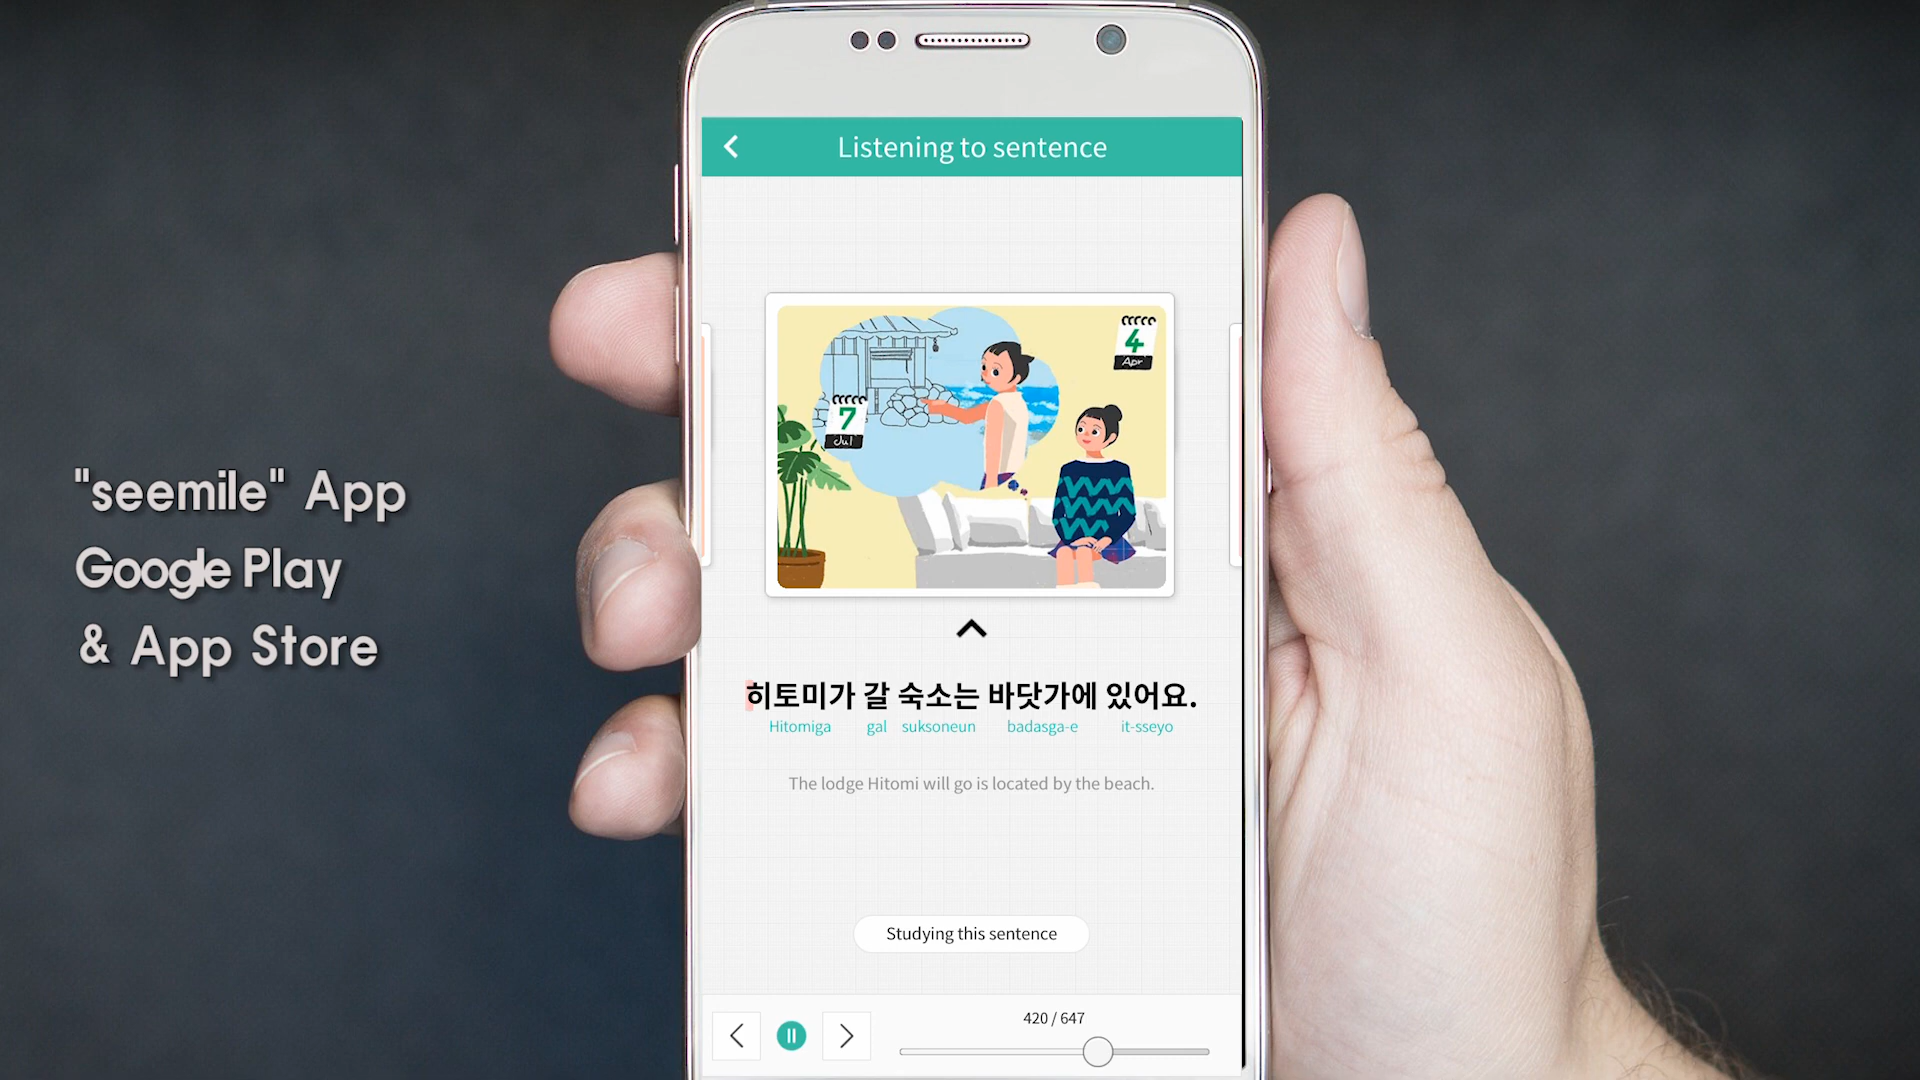 "seemile" App
Google Play
& App Store
Listening to sentence
4
Apr
7
Jul
히토미가 갈 숙소는 바닷가에 있어요.
Hitomiga gal suksoneun badasga-e it-sseyo
The lodge Hitomi will go is located by the beach.
Studying this sentence
420 / 647